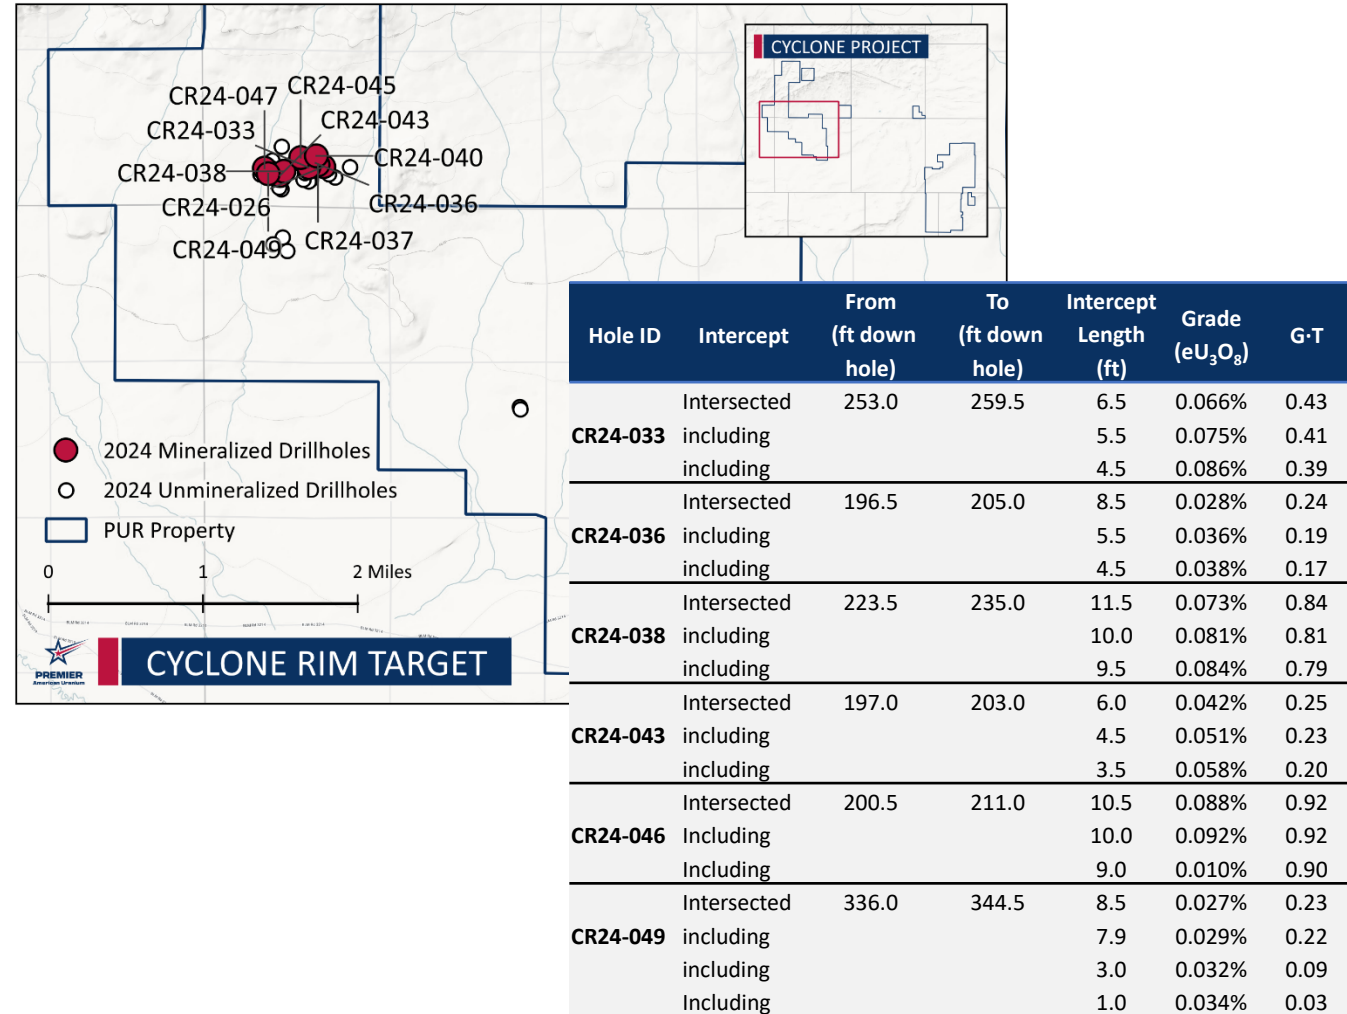 CYCLONE PROJECT
CR24-047
CR24-045
CR24-033
CR24-043
CR24-038
CR24-040
CR24-026
CR24-036
CR24-049
CR24-037
2024 Mineralized Drillholes
2024 Unmineralized Drillholes
PUR Property
0 1 2 Miles
PREMIER
American Uranium
CYCLONE RIM TARGET
Hole ID Intercept From (ft down hole) To (ft down hole) Intercept Length (ft) Grade (eU₃O₈) G·T
CR24-033 Intersected 253.0 259.5 6.5 0.066% 0.43
including 5.5 0.075% 0.41
including 4.5 0.086% 0.39
CR24-036 Intersected 196.5 205.0 8.5 0.028% 0.24
including 5.5 0.036% 0.19
including 4.5 0.038% 0.17
CR24-038 Intersected 223.5 235.0 11.5 0.073% 0.84
including 10.0 0.081% 0.81
including 9.5 0.084% 0.79
CR24-043 Intersected 197.0 203.0 6.0 0.042% 0.25
including 4.5 0.051% 0.23
including 3.5 0.058% 0.20
CR24-046 Intersected 200.5 211.0 10.5 0.088% 0.92
Including 10.0 0.092% 0.92
Including 9.0 0.010% 0.90
CR24-049 Intersected 336.0 344.5 8.5 0.027% 0.23
including 7.9 0.029% 0.22
including 3.0 0.032% 0.09
Including 1.0 0.034% 0.03